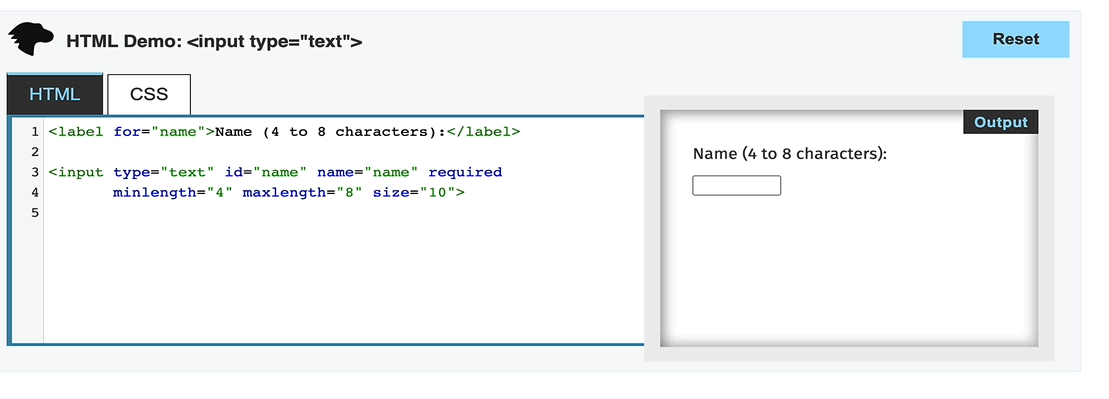 HTML Demo: <input type="text">
Reset
HTML
CSS
1 <label for="name">Name (4 to 8 characters):</label>
2
3 <input type="text" id="name" name="name" required
4        minlength="4" maxlength="8" size="10">
5
Output
Name (4 to 8 characters):